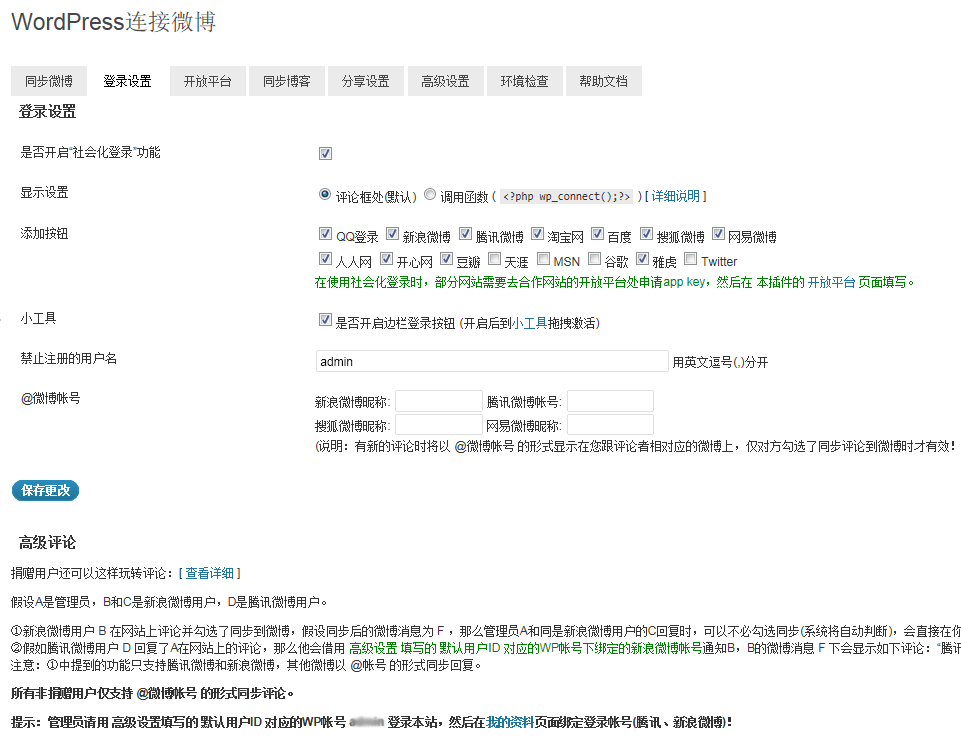 WordPress连接微博
同步微博 登录设置 开放平台 同步博客 分享设置 高级设置 环境检查 帮助文档
登录设置
是否开启“社会化登录”功能
显示设置 评论框处(默认) 调用函数 ( <?php wp_connect();?> )[ 详细说明 ]
添加按钮 QQ登录 新浪微博 腾讯微博 淘宝网 百度 搜狐微博 网易微博
人人网 开心网 豆瓣 天涯 MSN 谷歌 雅虎 Twitter
在使用社会化登录时，部分网站需要去合作网站的开放平台处申请app key，然后在 本插件的 开放平台 页面填写。
小工具 是否开启边栏登录按钮 (开启后到小工具拖拽激活)
禁止注册的用户名 admin 用英文逗号(,)分开
@微博帐号 新浪微博昵称: 腾讯微博帐号:
搜狐微博昵称: 网易微博昵称:
(说明：有新的评论时将以 @微博帐号 的形式显示在您跟评论者相对应的微博上，仅对方勾选了同步评论到微博时才有效！
保存更改
高级评论
捐赠用户还可以这样玩转评论：[ 查看详细 ]
假设A是管理员，B和C是新浪微博用户，D是腾讯微博用户。
①新浪微博用户 B 在网站上评论并勾选了同步到微博，假设同步后的微博消息为 F ，那么管理员A和同是新浪微博用户的C回复时，可以不必勾选同步(系统将自动判断)，会直接在你
②假如腾讯微博用户 D 回复了A在网站上的评论，那么他会借用 高级设置 填写的 默认用户ID 对应的WP帐号下绑定的新浪微博帐号通知B，B的微博消息 F 下会显示如下评论：“腾讯
注意：①中提到的功能只支持腾讯微博和新浪微博，其他微博以 @帐号 的形式同步回复。
所有非捐赠用户仅支持 @微博帐号 的形式同步评论。
提示：管理员请用 高级设置填写的 默认用户ID 对应的WP帐号 admin 登录本站，然后在我的资料页面绑定登录帐号(腾讯、新浪微博)！